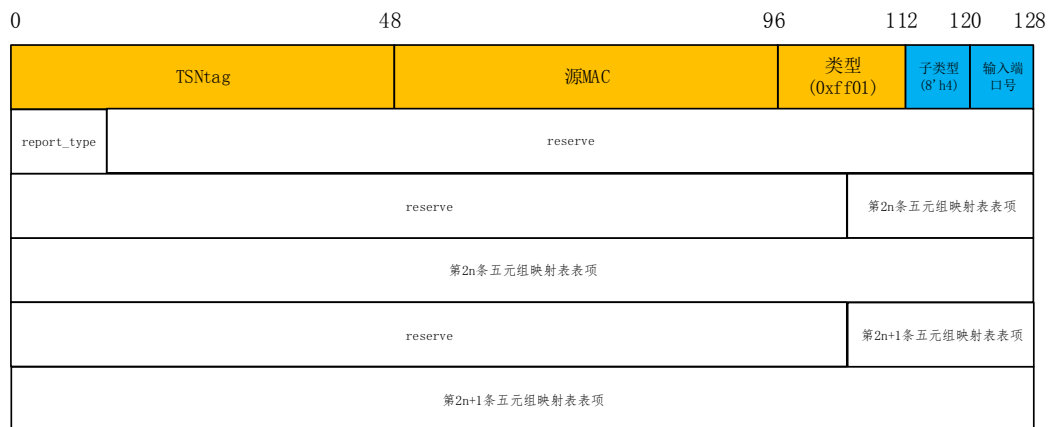 0 48 96 112 120 128
TSNtag 源MAC 类型 子类型 输入端
(0xff01) (8'h4) 口号
report_type reserve
reserve 第2n条五元组映射表表项
第2n条五元组映射表表项
reserve 第2n+1条五元组映射表表项
第2n+1条五元组映射表表项